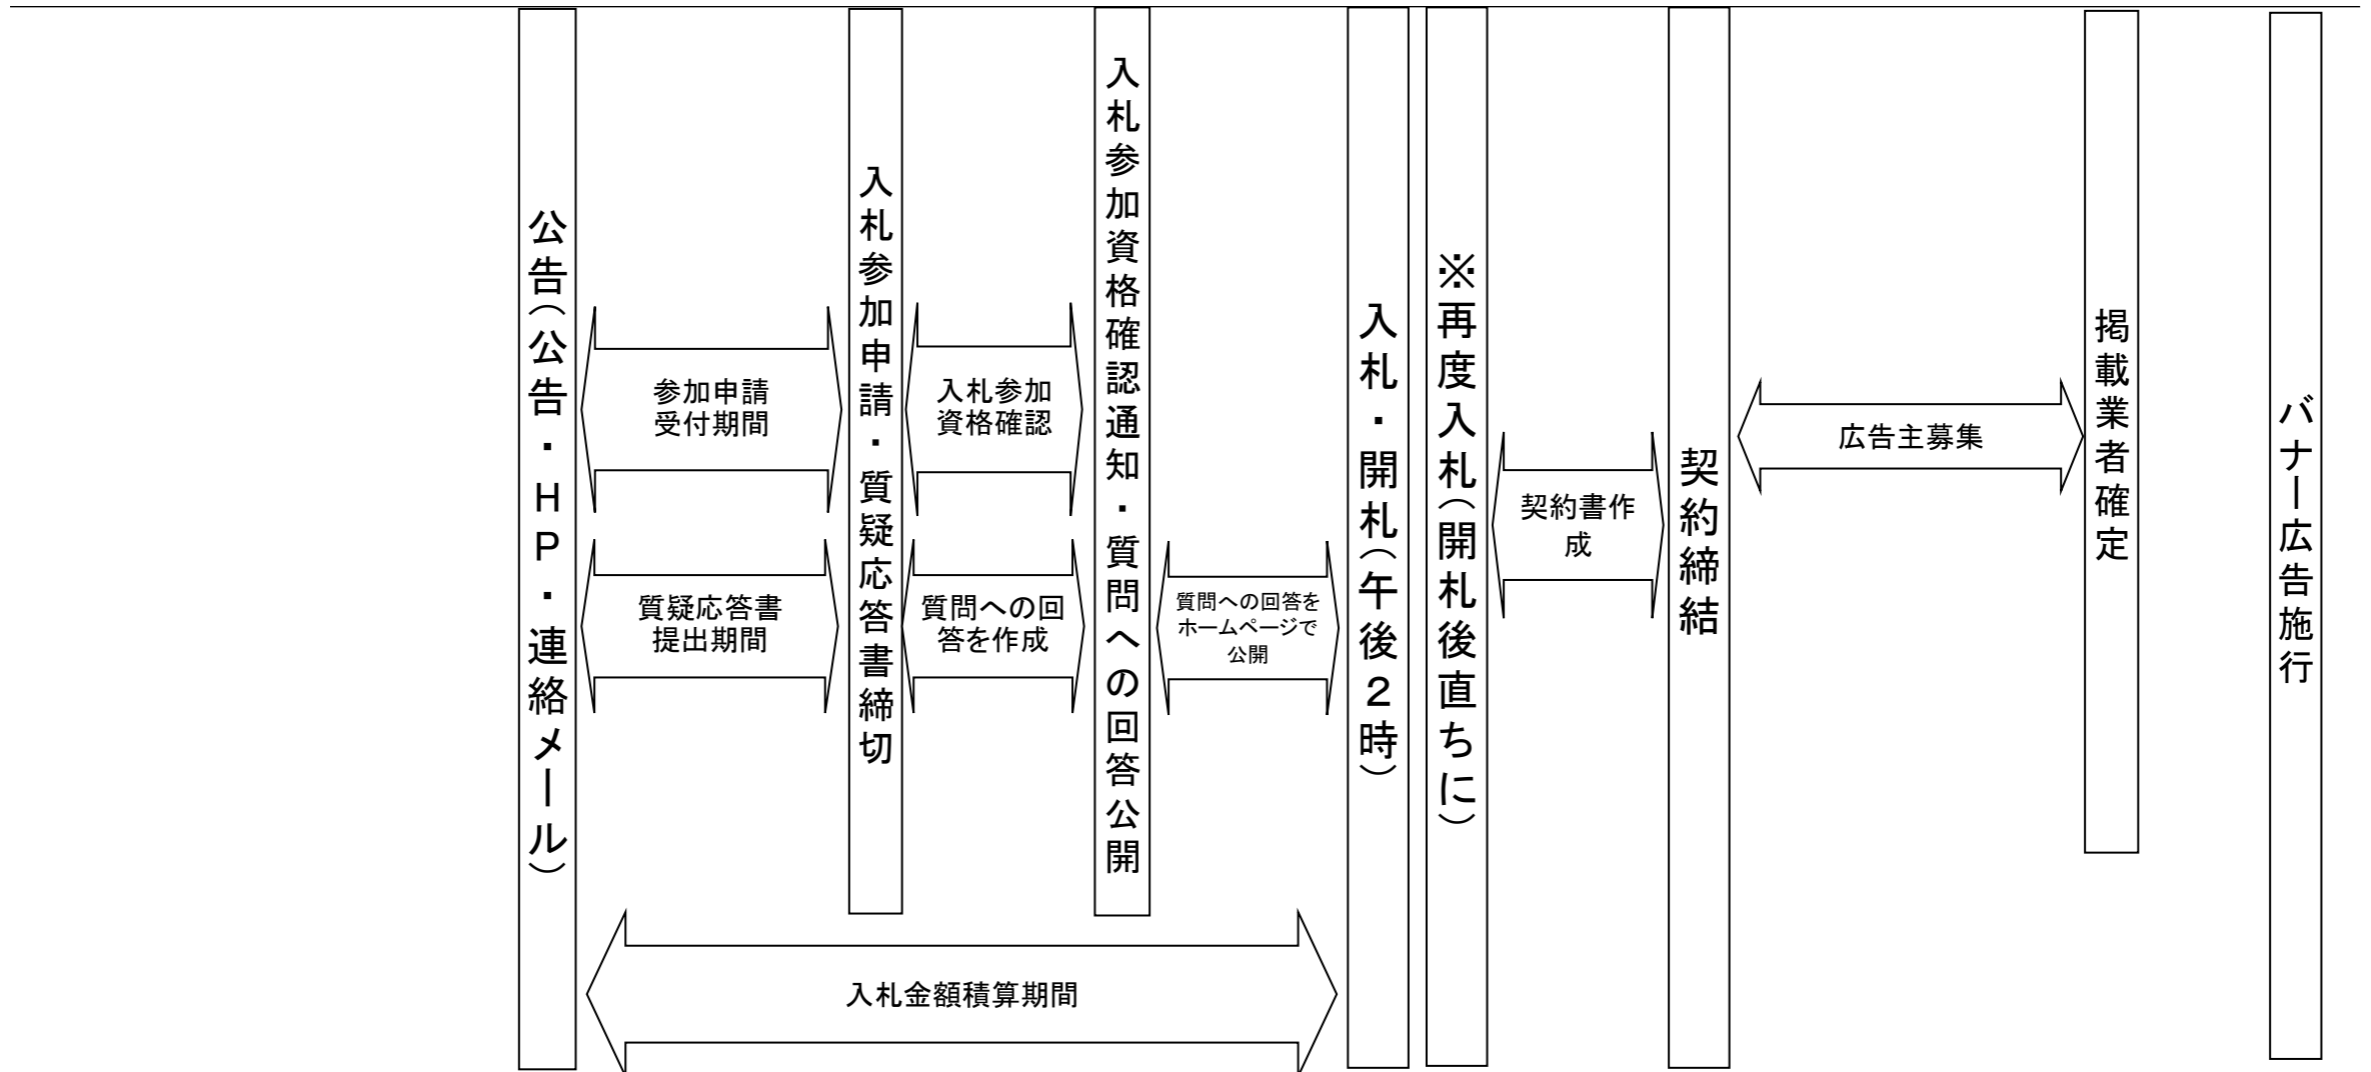 公告（公告・ＨＰ・連絡メール）
参加申請
受付期間
質疑応答書
提出期間
入札参加申請・質疑応答書締切
入札参加
資格確認
質問への回
答を作成
入札参加資格確認通知・質問への回答公開
質問への回答を
ホームページで
公開
入札金額積算期間
入札・開札（午後２時）
※再度入札（開札後直ちに）
契約書作
成
契約締結
広告主募集
掲載業者確定
バナー広告施行